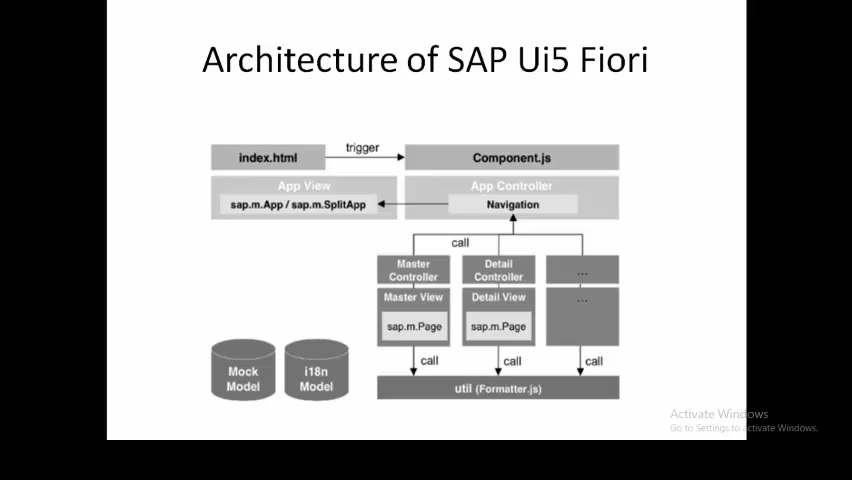 Architecture of SAP Ui5 Fiori
index.html
trigger
Component.js
App View
App Controller
sap.m.App / sap.m.SplitApp
Navigation
call
Master
Controller
Detail
Controller
...
Master View
Detail View
...
sap.m.Page
sap.m.Page
call
call
call
Mock
Model
i18n
Model
util (Formatter.js)
Activate Windows
Go to Settings to activate Windows.